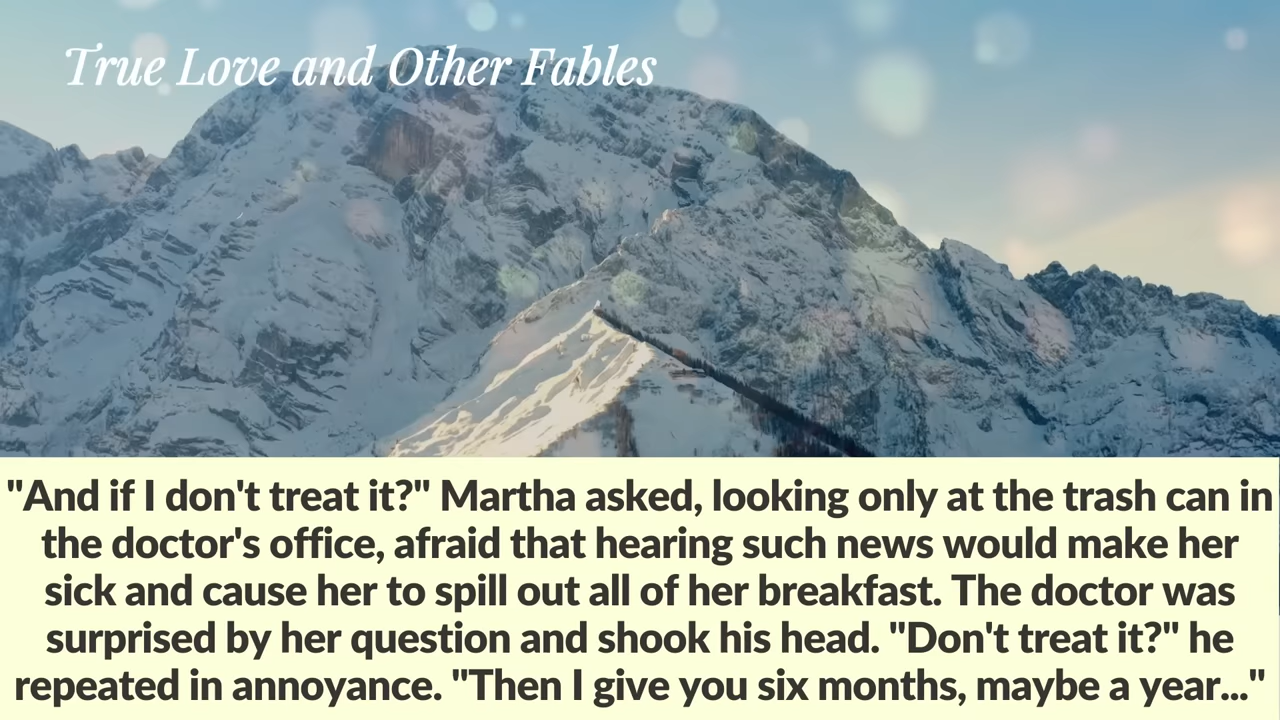 True Love and Other Fables
"And if I don't treat it?" Martha asked, looking only at the trash can in
the doctor's office, afraid that hearing such news would make her
sick and cause her to spill out all of her breakfast. The doctor was
surprised by her question and shook his head. "Don't treat it?" he
repeated in annoyance. "Then I give you six months, maybe a year..."